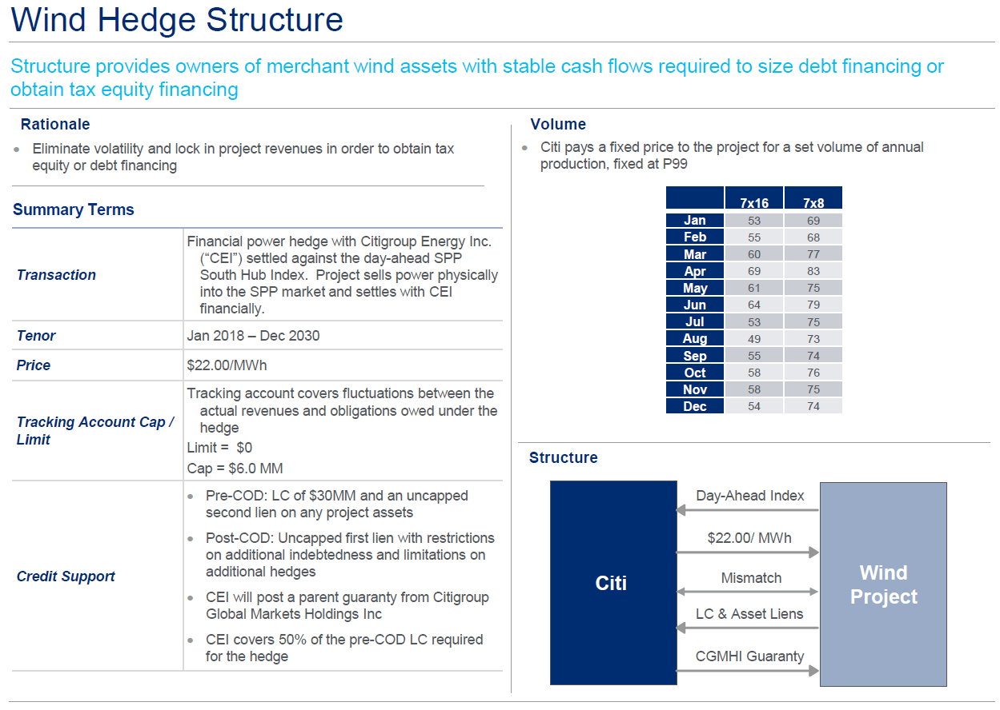 Wind Hedge Structure
Structure provides owners of merchant wind assets with stable cash flows required to size debt financing or
obtain tax equity financing
Rationale
• Eliminate volatility and lock in project revenues in order to obtain tax
equity or debt financing
Summary Terms
Transaction
Financial power hedge with Citigroup Energy Inc.
(“CEI”) settled against the day-ahead SPP
South Hub Index. Project sells power physically
into the SPP market and settles with CEI
financially.
Tenor
Jan 2018 – Dec 2030
Price
$22.00/MWh
Tracking Account Cap /
Limit
Tracking account covers fluctuations between the
actual revenues and obligations owed under the
hedge
Limit = $0
Cap = $6.0 MM
Credit Support
• Pre-COD: LC of $30MM and an uncapped
second lien on any project assets
• Post-COD: Uncapped first lien with restrictions
on additional indebtedness and limitations on
additional hedges
• CEI will post a parent guaranty from Citigroup
Global Markets Holdings Inc
• CEI covers 50% of the pre-COD LC required
for the hedge
Volume
• Citi pays a fixed price to the project for a set volume of annual
production, fixed at P99
7x16 7x8
Jan 53 69
Feb 55 68
Mar 60 77
Apr 69 83
May 61 75
Jun 64 79
Jul 53 75
Aug 49 73
Sep 55 74
Oct 58 76
Nov 58 75
Dec 54 74
Structure
Citi
Day-Ahead Index
$22.00/ MWh
Mismatch
LC & Asset Liens
CGMHI Guaranty
Wind
Project